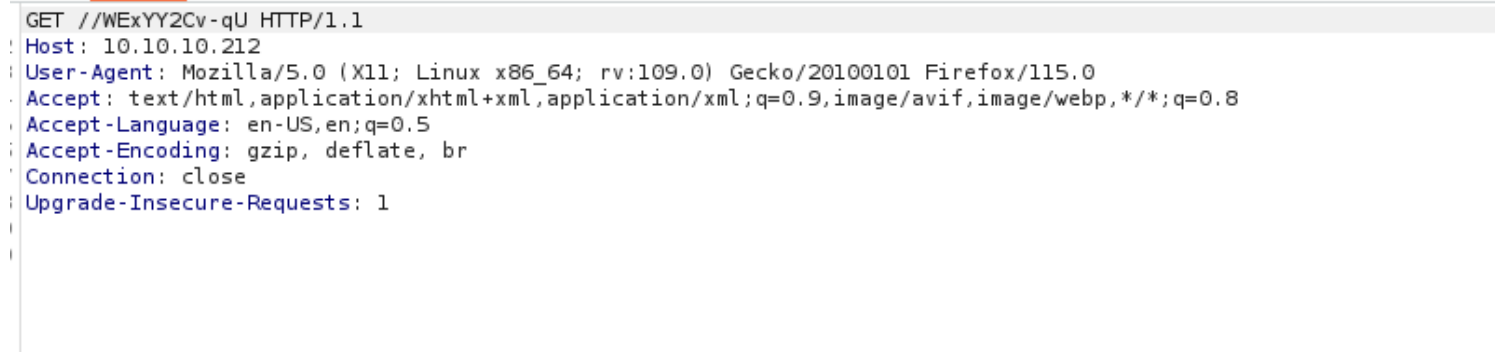 GET //WExYY2Cv-qU HTTP/1.1
Host: 10.10.10.212
User-Agent: Mozilla/5.0 (X11; Linux x86_64; rv:109.0) Gecko/20100101 Firefox/115.0
Accept: text/html,application/xhtml+xml,application/xml;q=0.9,image/avif,image/webp,*/*;q=0.8
Accept-Language: en-US,en;q=0.5
Accept-Encoding: gzip, deflate, br
Connection: close
Upgrade-Insecure-Requests: 1